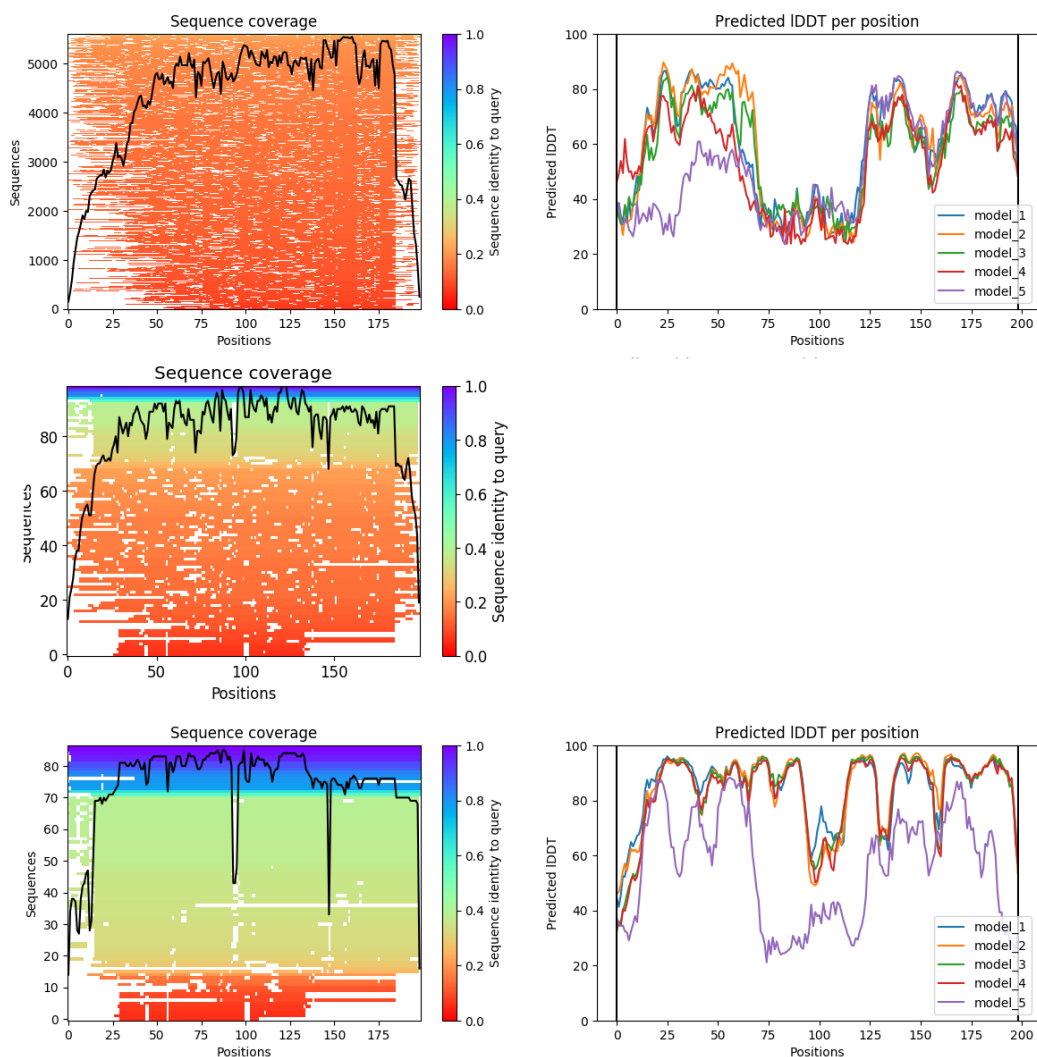 Sequence coverage
Sequences
5000
4000
3000
2000
1000
0
0 25 50 75 100 125 150 175
Positions
1.0
0.8
0.6
0.4
0.2
0.0
Sequence identity to query
Predicted lDDT per position
Predicted lDDT
100
80
60
40
20
0
0 25 50 75 100 125 150 175 200
Positions
model_1
model_2
model_3
model_4
model_5
Sequence coverage
Sequences
80
60
40
20
0
0 50 100 150
Positions
1.0
0.8
0.6
0.4
0.2
0.0
Sequence identity to query
Sequence coverage
Sequences
80
70
60
50
40
30
20
10
0
0 25 50 75 100 125 150 175
Positions
1.0
0.8
0.6
0.4
0.2
0.0
Sequence identity to query
Predicted lDDT per position
Predicted lDDT
100
80
60
40
20
0
0 25 50 75 100 125 150 175 200
Positions
model_1
model_2
model_3
model_4
model_5